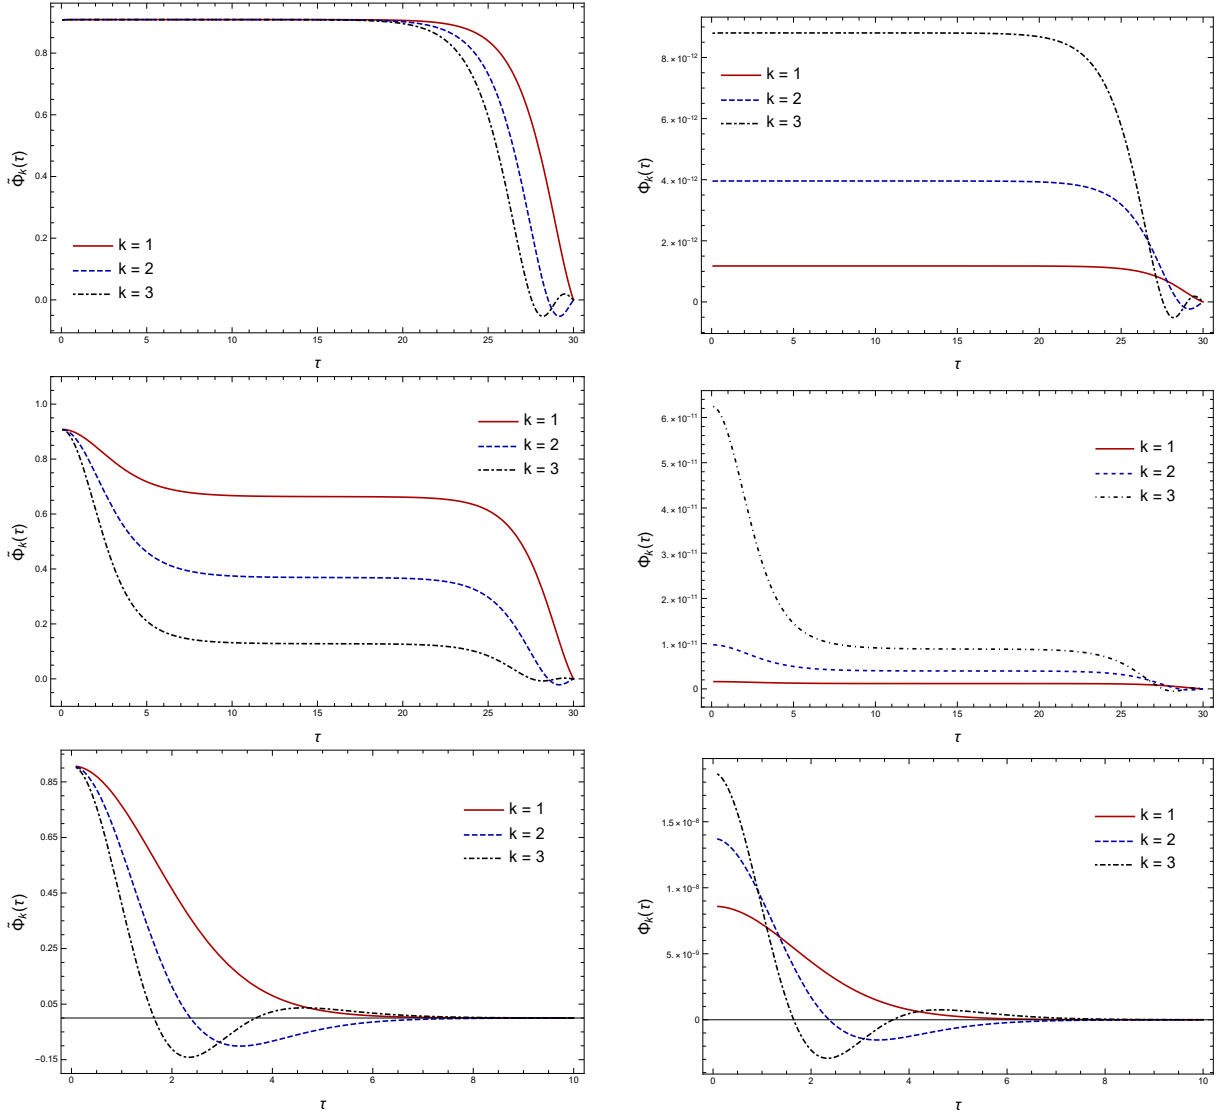 Φ̃k(τ)
0.8
0.6
0.4
0.2
0.0
k = 1
k = 2
k = 3
0 5 10 15 20 25 30
τ
Φk(τ)
8. × 10^-12
6. × 10^-12
4. × 10^-12
2. × 10^-12
0
k = 1
k = 2
k = 3
0 5 10 15 20 25 30
τ
Φ̃k(τ)
1.0
0.8
0.6
0.4
0.2
0.0
k = 1
k = 2
k = 3
0 5 10 15 20 25 30
τ
Φk(τ)
6. × 10^-11
5. × 10^-11
4. × 10^-11
3. × 10^-11
2. × 10^-11
1. × 10^-11
0
k = 1
k = 2
k = 3
0 5 10 15 20 25 30
τ
Φ̃k(τ)
0.85
0.65
0.45
0.25
0.05
−0.15
k = 1
k = 2
k = 3
0 2 4 6 8 10
τ
Φk(τ)
1.5 × 10^-8
1. × 10^-8
5. × 10^-9
0
k = 1
k = 2
k = 3
0 2 4 6 8 10
τ